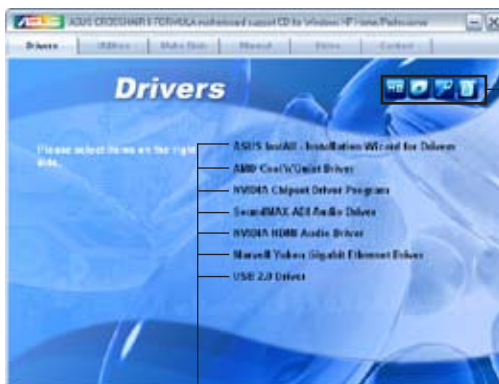 ASUS
ASUS CROSSHAIR II FORMULA motherboard support CD for Windows XP Home/Professional
Drivers
Utilities
Make Disk
Manual
Video
Contact
Drivers
Please select items on the right side.
ASUS InstAll - Installation Wizard for Drivers
AMD Cool'n'Quiet Driver
NVIDIA Chipset Driver Program
SoundMAX ADI Audio Driver
NVIDIA HDMI Audio Driver
Marvell Yukon Gigabit Ethernet Driver
USB 2.0 Driver